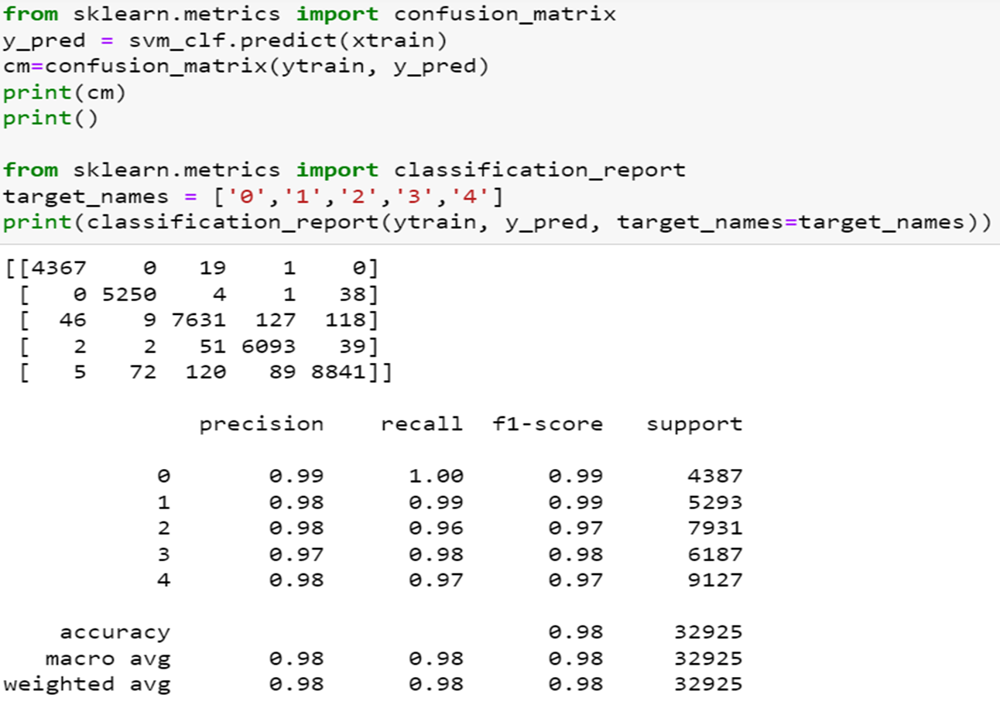 from sklearn.metrics import confusion_matrix
y_pred = svm_clf.predict(xtrain)
cm=confusion_matrix(ytrain, y_pred)
print(cm)
print()
from sklearn.metrics import classification_report
target_names = ['0','1','2','3','4']
print(classification_report(ytrain, y_pred, target_names=target_names))
[[4367    0   19    1    0]
 [   0 5250    4    1   38]
 [  46    9 7631  127  118]
 [   2    2   51 6093   39]
 [   5   72  120   89 8841]]
              precision    recall  f1-score   support
           0       0.99      1.00      0.99      4387
           1       0.98      0.99      0.99      5293
           2       0.98      0.96      0.97      7931
           3       0.97      0.98      0.98      6187
           4       0.98      0.97      0.97      9127
    accuracy                           0.98     32925
   macro avg       0.98      0.98      0.98     32925
weighted avg       0.98      0.98      0.98     32925